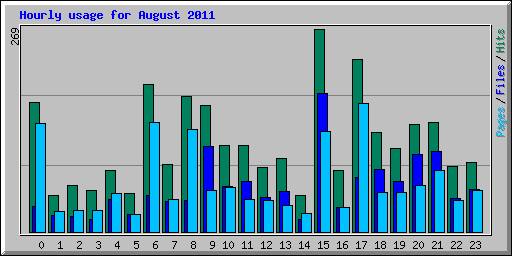 Hourly usage for August 2011
269
Pages / Files / Hits
0 1 2 3 4 5 6 7 8 9 10 11 12 13 14 15 16 17 18 19 20 21 22 23